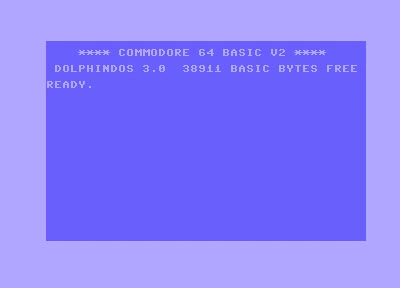 **** COMMODORE 64 BASIC V2 ****
DOLPHINDOS 3.0  38911 BASIC BYTES FREE
READY.